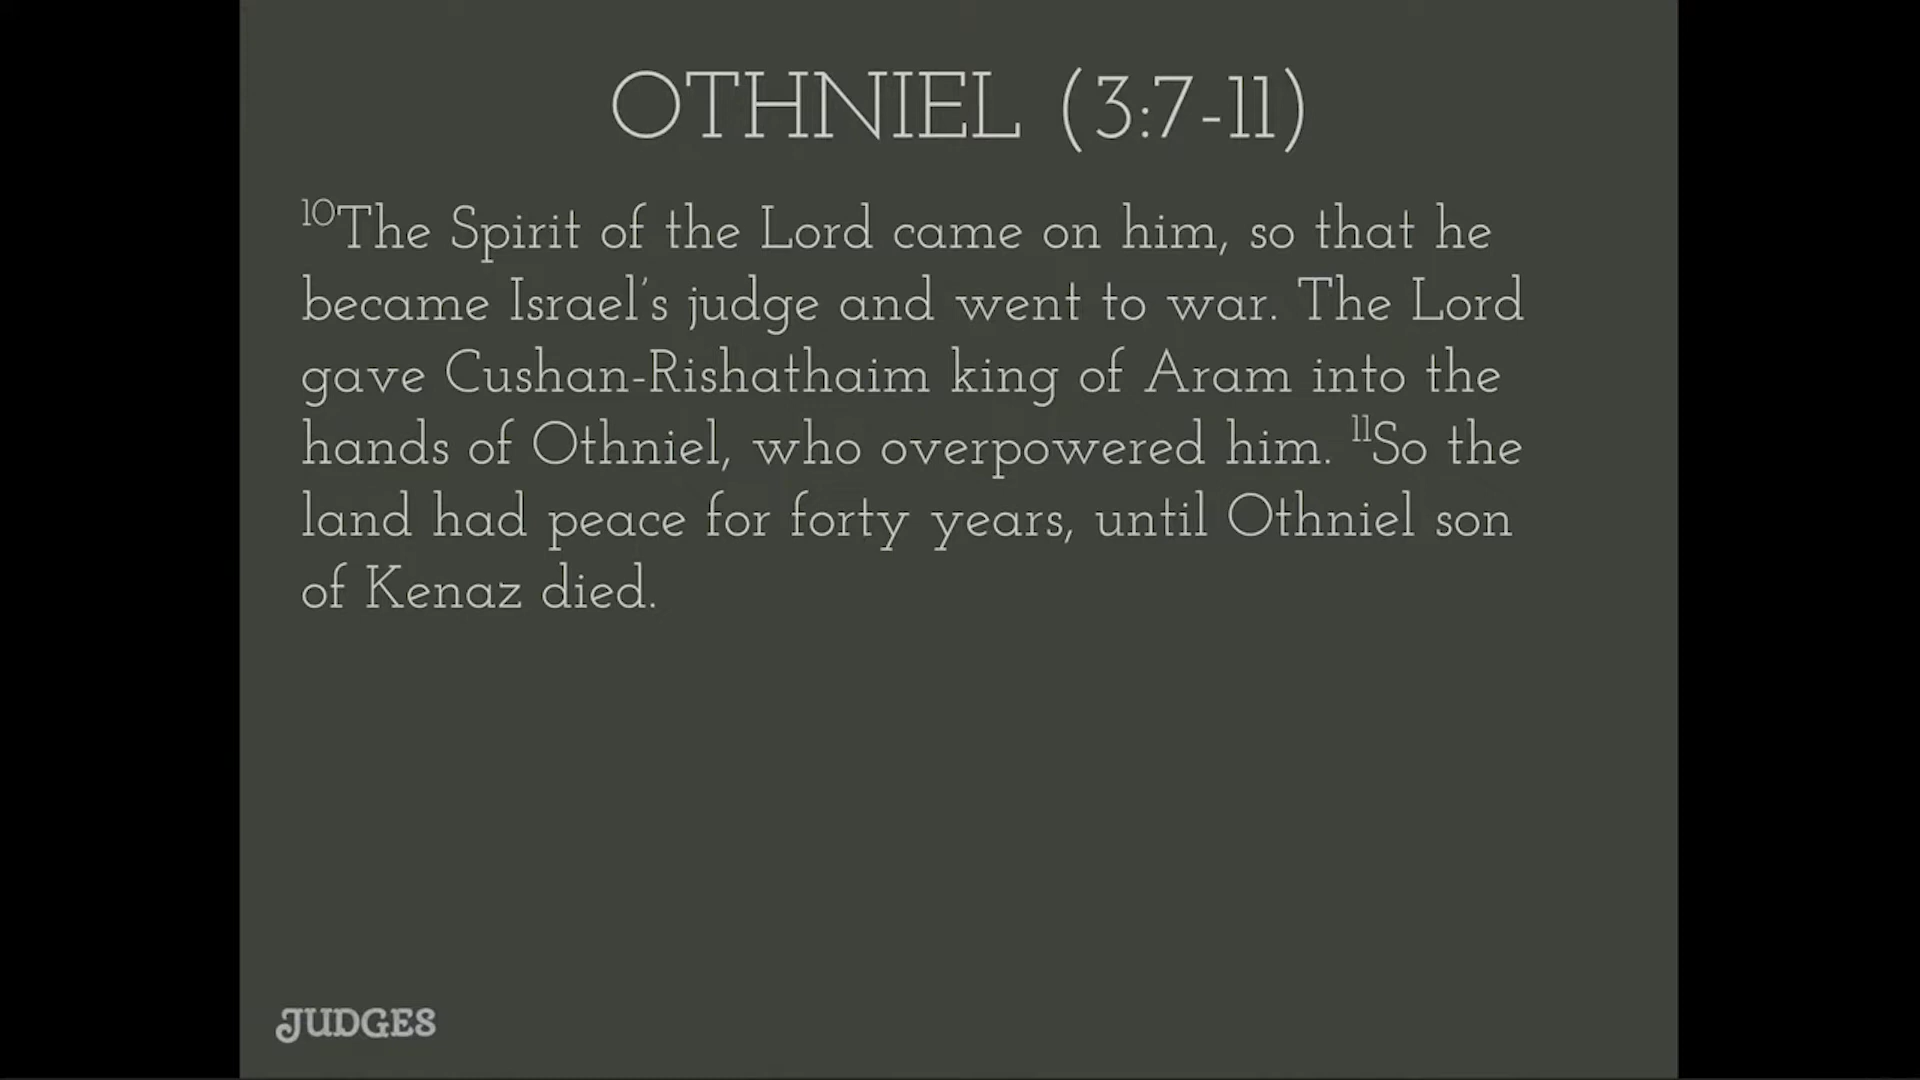 OTHNIEL (3:7-11)
¹⁰The Spirit of the Lord came on him, so that he
became Israel's judge and went to war. The Lord
gave Cushan-Rishathaim king of Aram into the
hands of Othniel, who overpowered him. ¹¹So the
land had peace for forty years, until Othniel son
of Kenaz died.
JUDGES